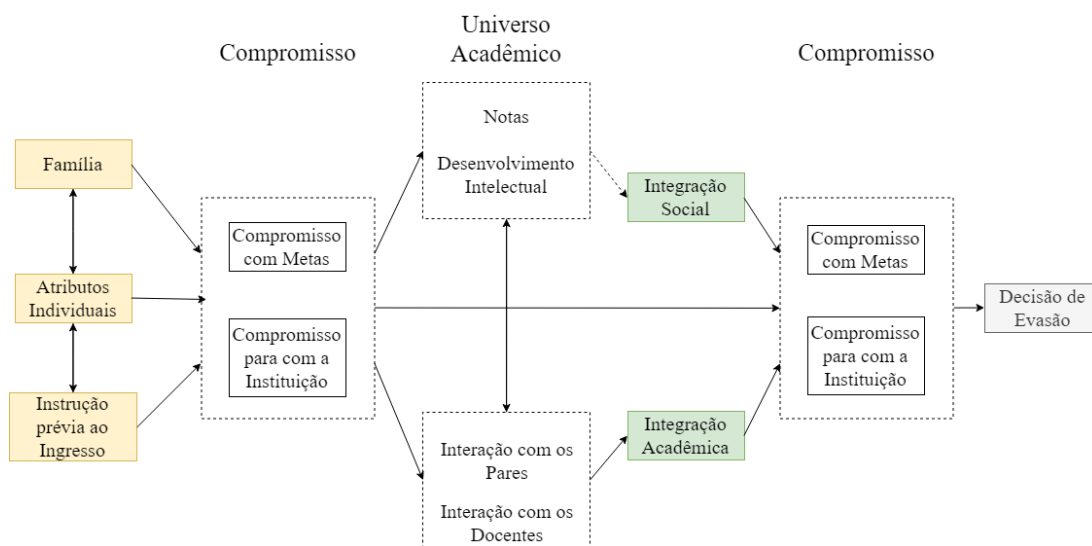 Compromisso
Universo
Acadêmico
Compromisso
Família
Atributos
Individuais
Instrução
prévia ao
Ingresso
Compromisso
com Metas
Compromisso
para com a
Instituição
Notas
Desenvolvimento
Intelectual
Interação com os
Pares
Interação com os
Docentes
Integração
Social
Integração
Acadêmica
Compromisso
com Metas
Compromisso
para com a
Instituição
Decisão de
Evasão